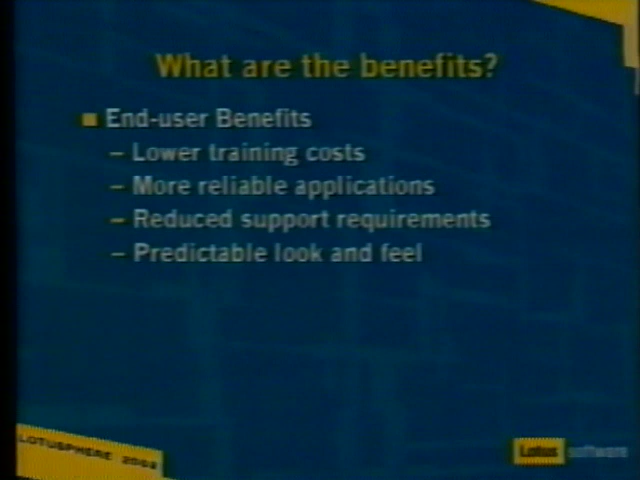 What are the benefits?
■ End-user Benefits
– Lower training costs
– More reliable applications
– Reduced support requirements
– Predictable look and feel
LOTUSPHERE
Lotus software